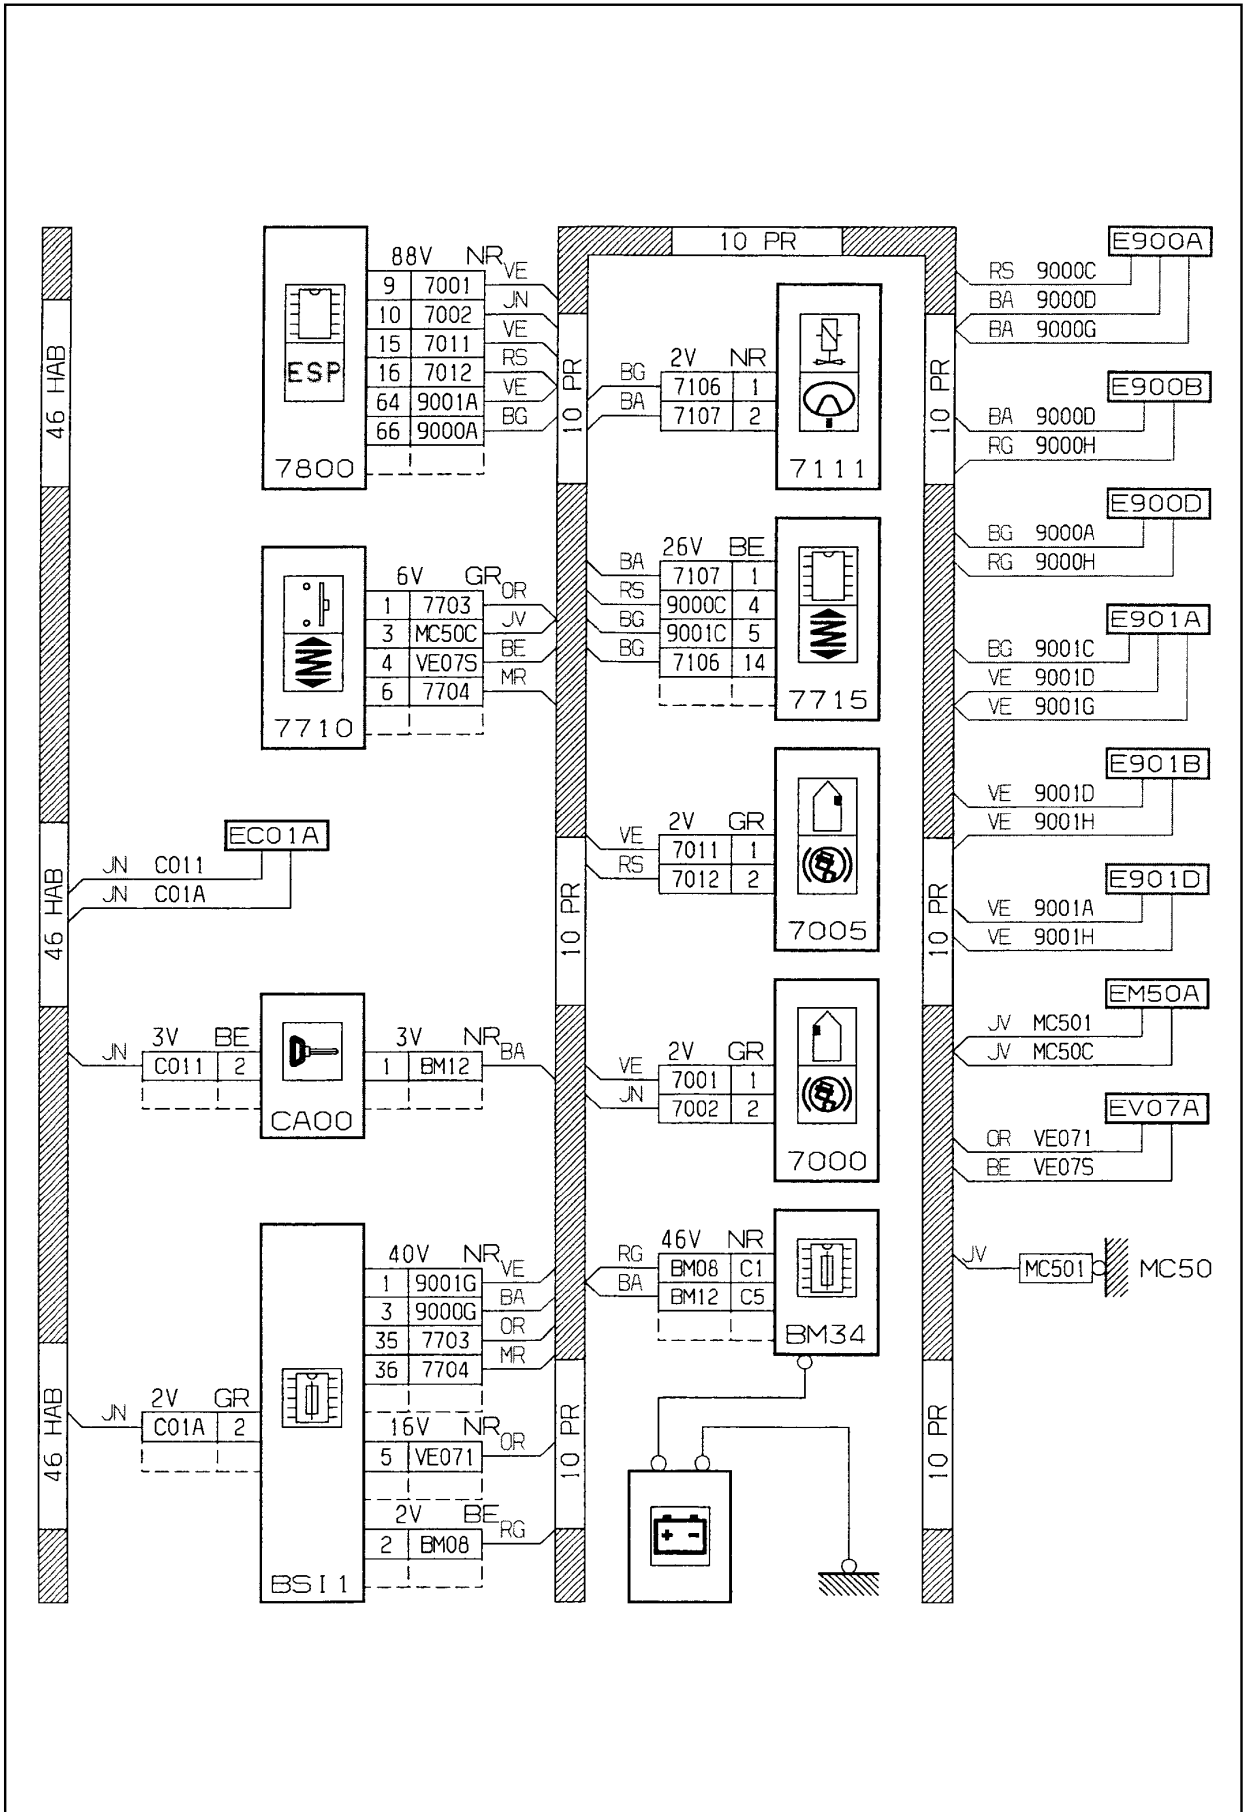 46 HAB
46 HAB
46 HAB
10 PR
10 PR
10 PR
10 PR
10 PR
10 PR
10 PR
ESP
7800
88V NR
9 7001 VE
10 7002 JN
15 7011 VE
16 7012 RS
64 9001A VE
66 9000A BG
7710
6V GR
1 7703 OR
3 MC50C JV
4 VE07S BE
6 7704 MR
EC01A
JN C011
JN C01A
CA00
3V BE
JN C011 2
3V NR
1 BM12 BA
BSI1
2V GR
JN C01A 2
40V NR
1 9001G VE
3 9000G BA
35 7703 OR
36 7704 MR
16V NR
5 VE071 OR
2V BE
2 BM08 RG
2V NR
BG 7106 1
BA 7107 2
7111
26V BE
BA 7107 1
RS 9000C 4
BG 9001C 5
BG 7106 14
7715
2V GR
VE 7011 1
RS 7012 2
7005
2V GR
VE 7001 1
JN 7002 2
7000
46V NR
RG BM08 C1
BA BM12 C5
BM34
+ -
E900A
RS 9000C
BA 9000D
BA 9000G
E900B
BA 9000D
RG 9000H
E900D
BG 9000A
RG 9000H
E901A
BG 9001C
VE 9001D
VE 9001G
E901B
VE 9001D
VE 9001H
E901D
VE 9001A
VE 9001H
EM50A
JV MC501
JV MC50C
EV07A
OR VE071
BE VE07S
JV MC501 MC50